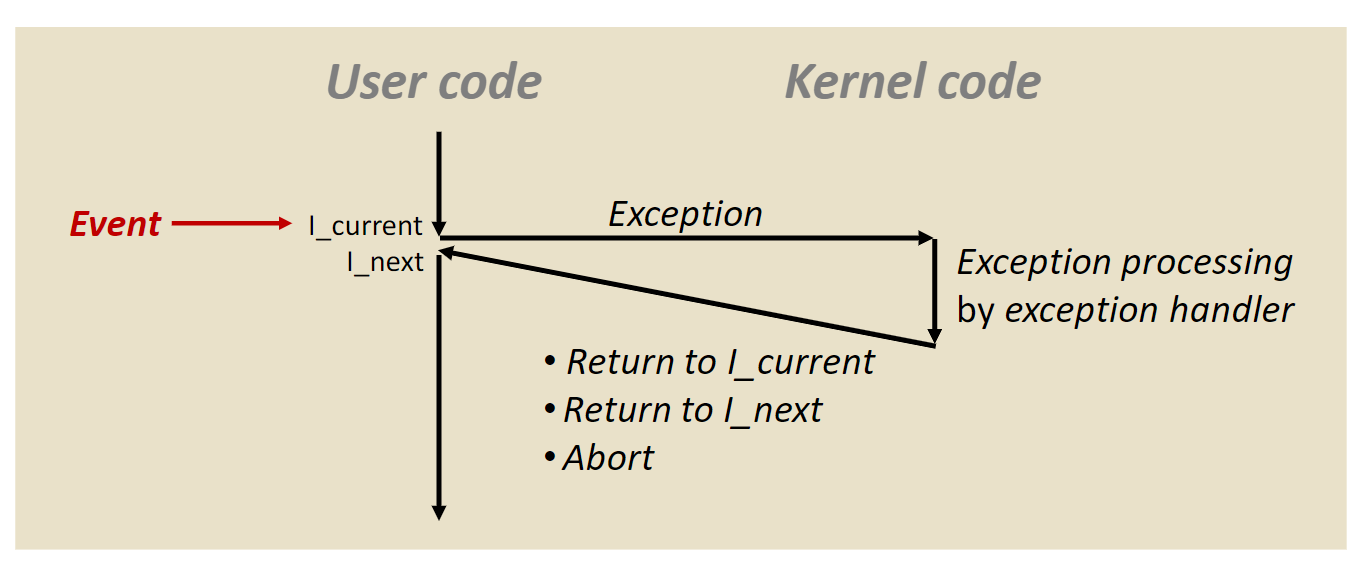 User code
Kernel code
Event
I_current
Exception
I_next
Exception processing
by exception handler
• Return to I_current
• Return to I_next
• Abort